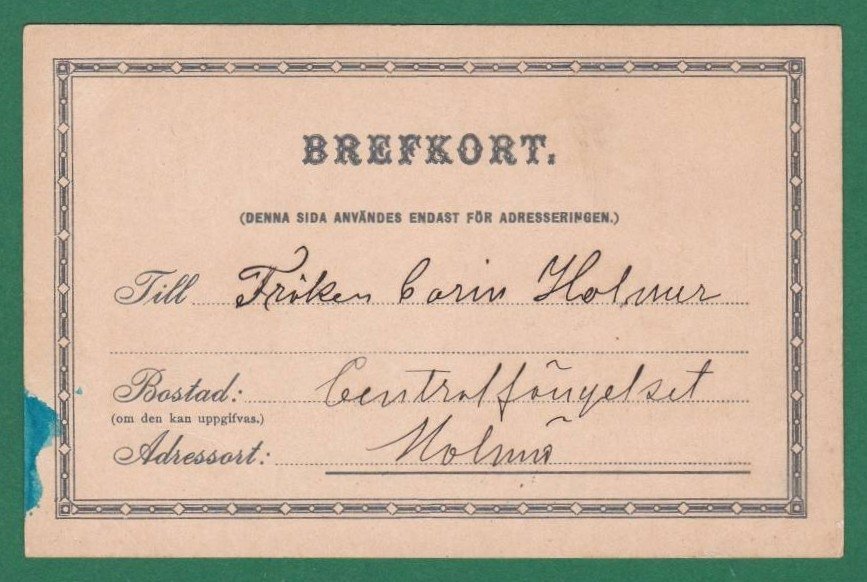 BREFKORT.
(DENNA SIDA ANVÄNDES ENDAST FÖR ADRESSERINGEN.)
Till Fröken Carin Holmer
Bostad: Centralfängelset
(om den kan uppgifvas.)
Adressort: Malmö